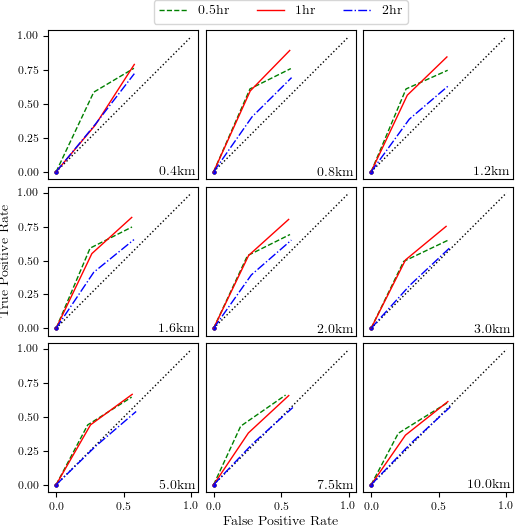 0.5hr 1hr 2hr
1.00
0.75
0.50
0.25
0.00
0.4km
0.8km
1.2km
1.00
0.75
0.50
0.25
0.00
1.6km
2.0km
3.0km
True Positive Rate
1.00
0.75
0.50
0.25
0.00
5.0km
7.5km
10.0km
0.0 0.5 1.0 0.0 0.5 1.0 0.0 0.5 1.0
False Positive Rate